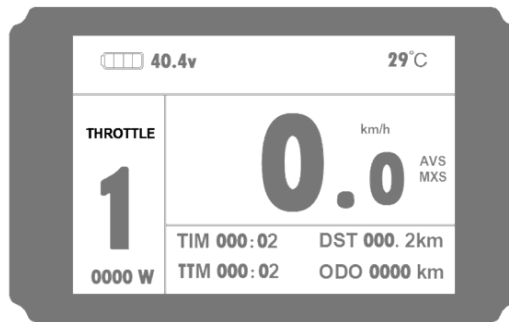 40.4v
29°C
THROTTLE
1
0000 W
0.0
km/h
AVS
MXS
TIM 000:02
DST 000. 2km
TTM 000:02
ODO 0000 km